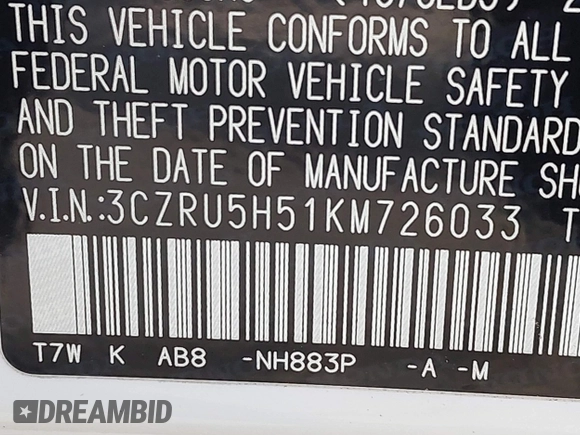 THIS VEHICLE CONFORMS TO ALL
FEDERAL MOTOR VEHICLE SAFETY
AND THEFT PREVENTION STANDARD
ON THE DATE OF MANUFACTURE SH
V.I.N.:3CZRU5H51KM726033 T
T7W K AB8 -NH883P -A -M
DREAMBID